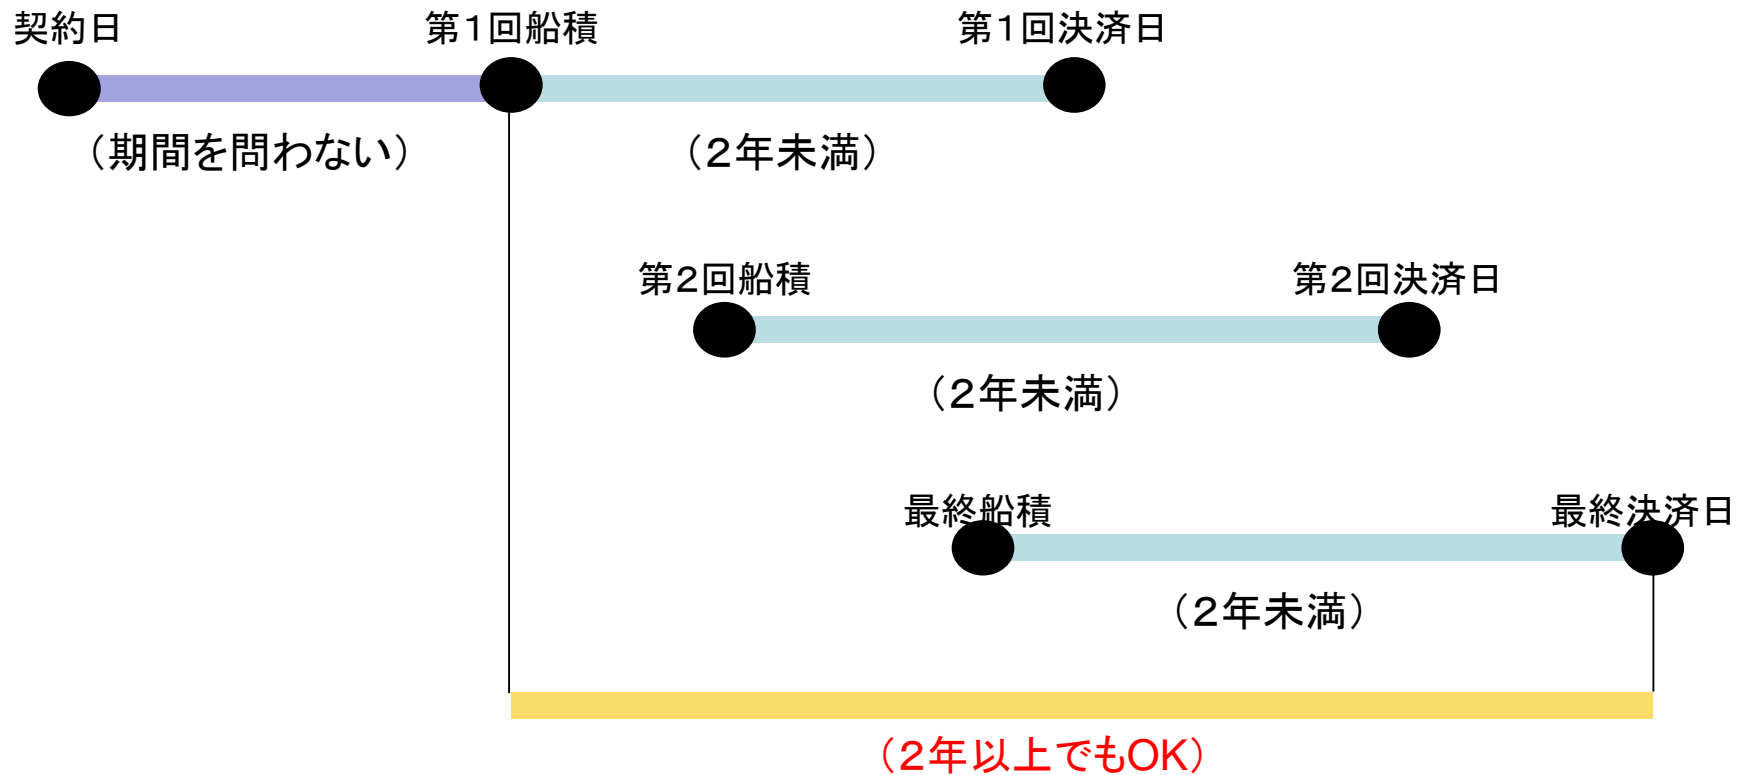 契約日
第1回船積
第1回決済日
（期間を問わない）
（2年未満）
第2回船積
第2回決済日
（2年未満）
最終船積
最終決済日
（2年未満）
（2年以上でもOK）